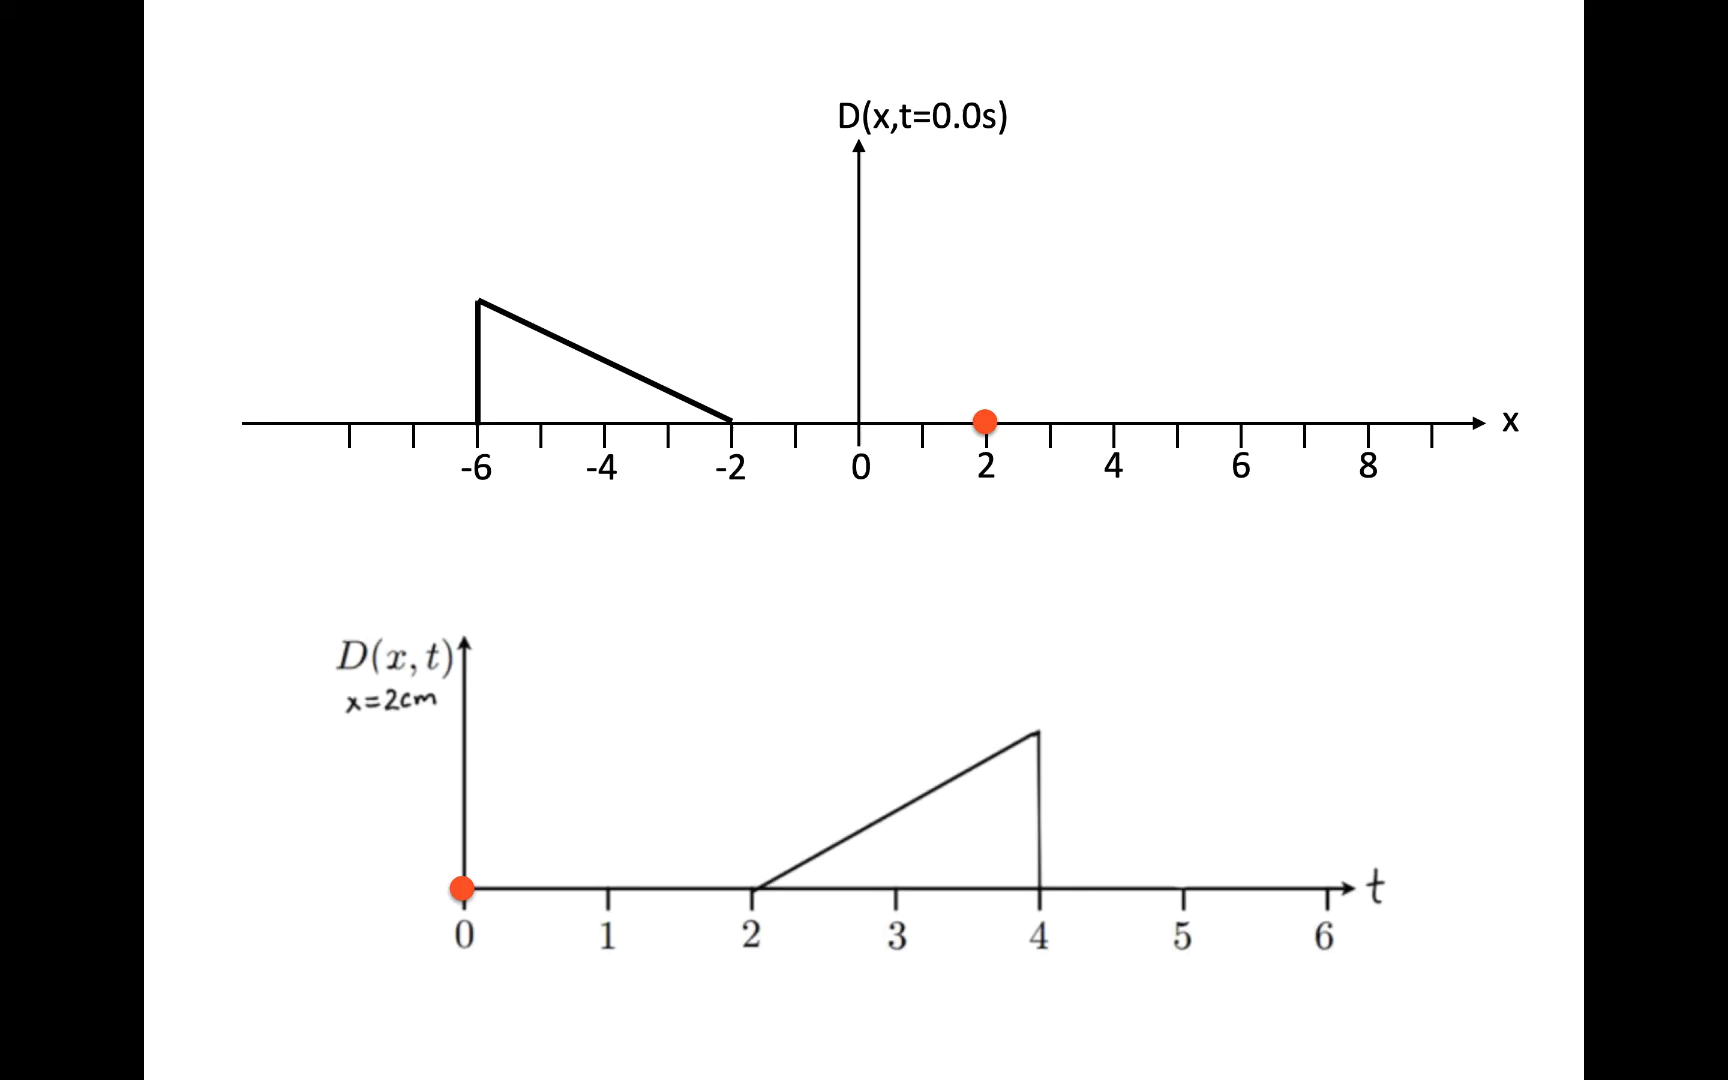 D(x,t=0.0s)
x
-6 -4 -2 0 2 4 6 8
D(x, t)
x=2cm
t
0 1 2 3 4 5 6